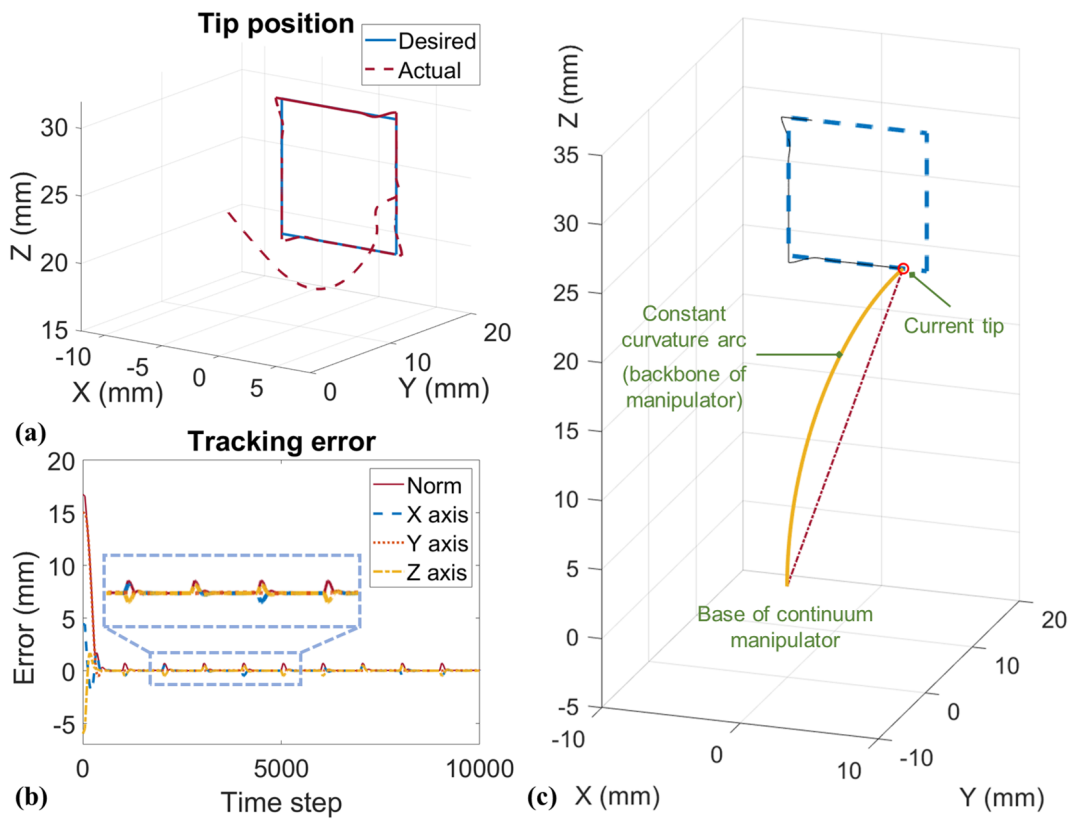 Tip position
Desired
Actual
30
25
20
15
Z (mm)
-10
-5
0
5
X (mm)
0
10
20
Y (mm)
(a)
Tracking error
Norm
X axis
Y axis
Z axis
20
15
10
5
0
-5
Error (mm)
0
5000
10000
Time step
(b)
Z (mm)
35
30
25
20
15
10
5
0
-5
Constant
curvature arc
(backbone of
manipulator)
Current tip
Base of continuum
manipulator
-10
0
10
X (mm)
-10
0
10
20
Y (mm)
(c)